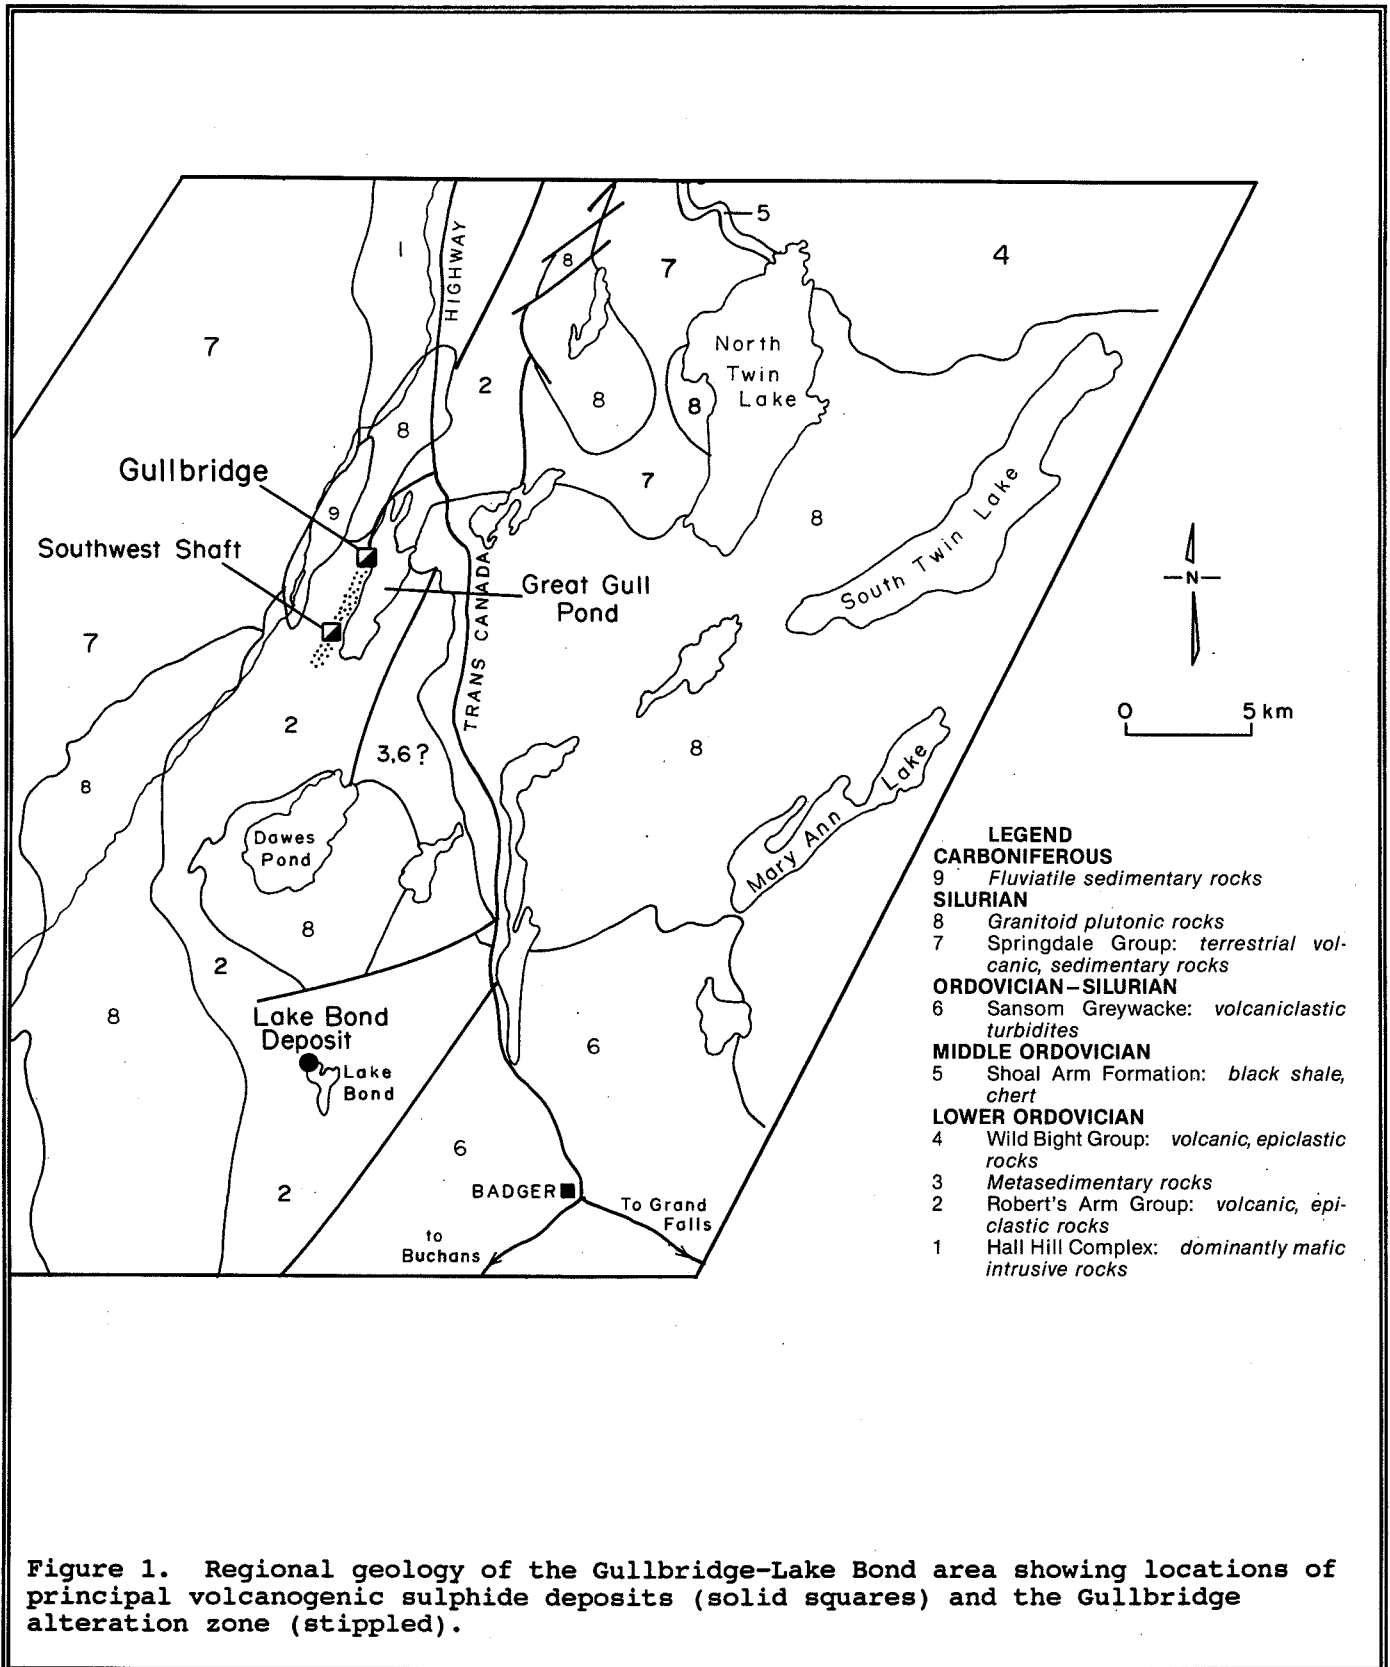 5
4
1
HIGHWAY
8
7
7
North
Twin
Lake
2
8
8
8
Gullbridge
7
South Twin Lake
9
8
Southwest Shaft
N
Great Gull
Pond
TRANS CANADA
7
0 5 km
2
3,6?
8
8
Mary Ann Lake
Dawes
Pond
8
2
8
Lake Bond
Deposit
Lake
Bond
6
6
2
BADGER
To Grand
Falls
to
Buchans
LEGEND
CARBONIFEROUS
9 Fluviatile sedimentary rocks
SILURIAN
8 Granitoid plutonic rocks
7 Springdale Group: terrestrial vol-
canic, sedimentary rocks
ORDOVICIAN–SILURIAN
6 Sansom Greywacke: volcaniclastic
turbidites
MIDDLE ORDOVICIAN
5 Shoal Arm Formation: black shale,
chert
LOWER ORDOVICIAN
4 Wild Bight Group: volcanic, epiclastic
rocks
3 Metasedimentary rocks
2 Robert's Arm Group: volcanic, epi-
clastic rocks
1 Hall Hill Complex: dominantly mafic
intrusive rocks
Figure 1. Regional geology of the Gullbridge-Lake Bond area showing locations of
principal volcanogenic sulphide deposits (solid squares) and the Gullbridge
alteration zone (stippled).